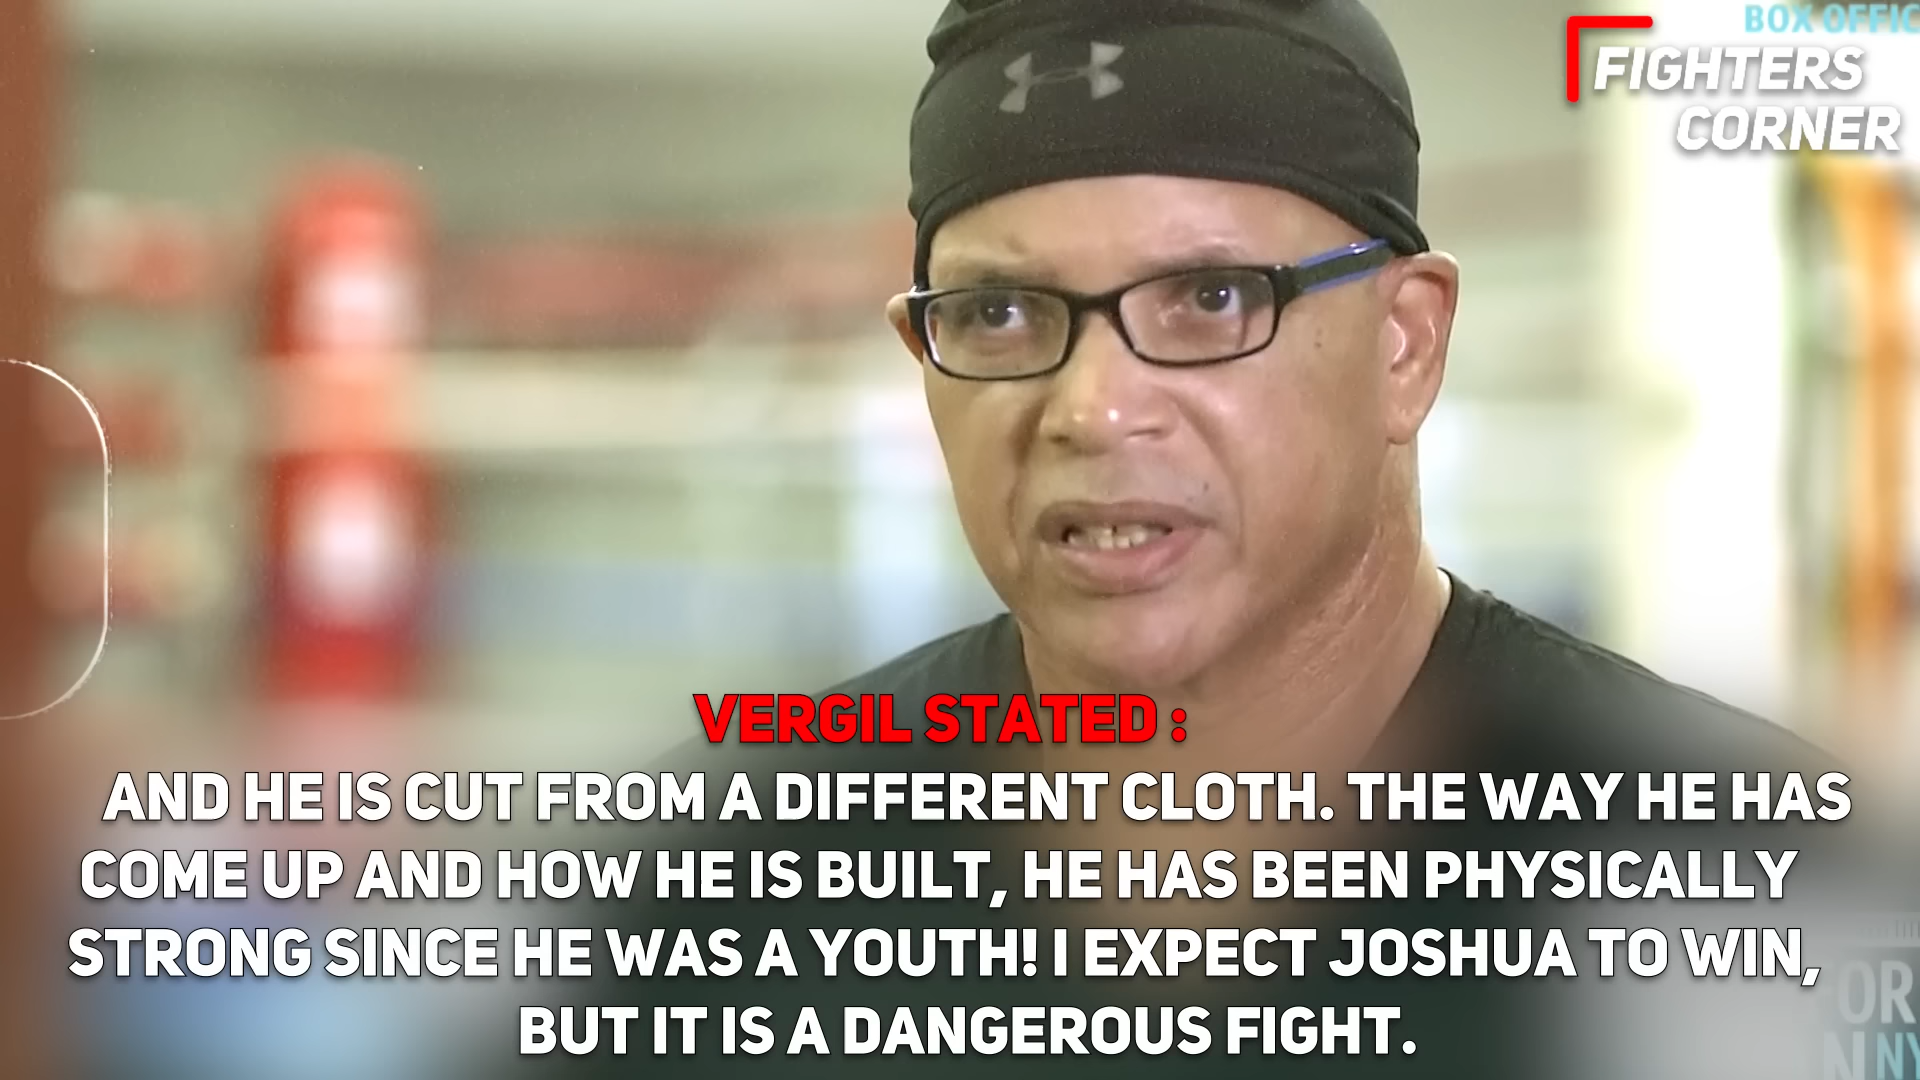 BOX OFFIC
FIGHTERS
CORNER
VERGIL STATED :
AND HE IS CUT FROM A DIFFERENT CLOTH. THE WAY HE HAS
COME UP AND HOW HE IS BUILT, HE HAS BEEN PHYSICALLY
STRONG SINCE HE WAS A YOUTH! I EXPECT JOSHUA TO WIN,
BUT IT IS A DANGEROUS FIGHT.
OR
NY